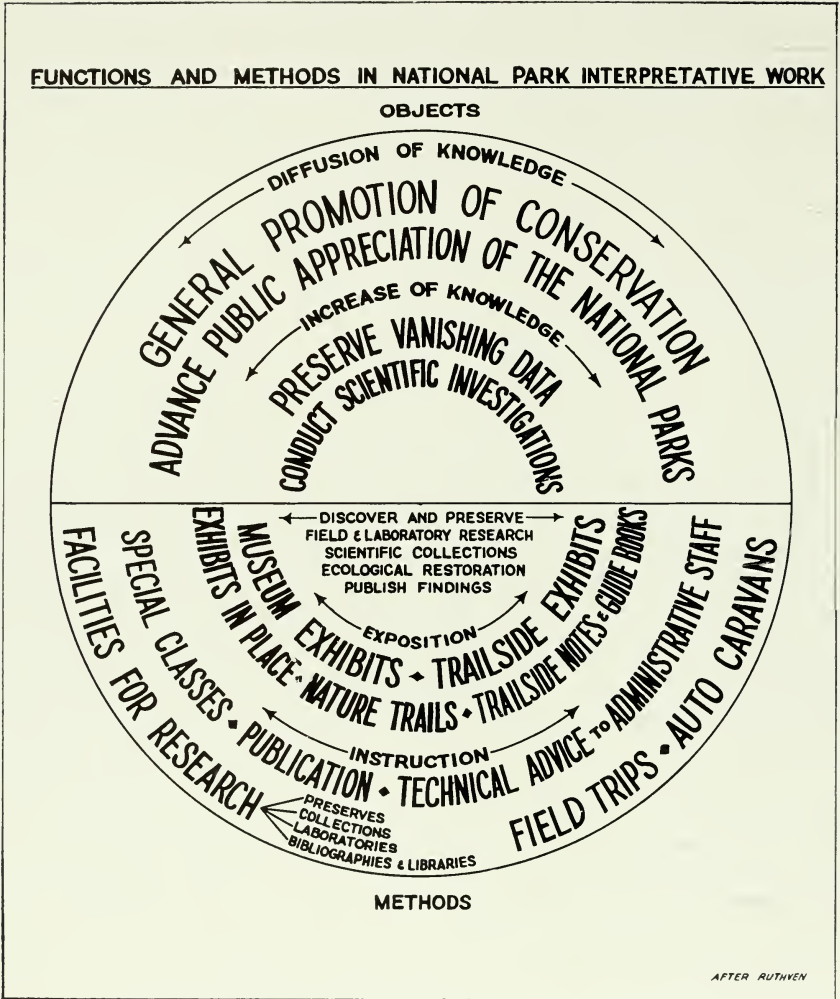 FUNCTIONS AND METHODS IN NATIONAL PARK INTERPRETATIVE WORK
OBJECTS
DIFFUSION OF KNOWLEDGE
GENERAL PROMOTION OF CONSERVATION
ADVANCE PUBLIC APPRECIATION OF THE NATIONAL PARKS
INCREASE OF KNOWLEDGE
PRESERVE VANISHING DATA
CONDUCT SCIENTIFIC INVESTIGATIONS
DISCOVER AND PRESERVE
FIELD & LABORATORY RESEARCH
SCIENTIFIC COLLECTIONS
ECOLOGICAL RESTORATION
PUBLISH FINDINGS
EXPOSITION
MUSEUM EXHIBITS • TRAILSIDE EXHIBITS
EXHIBITS IN PLACE • NATURE TRAILS • TRAILSIDE NOTES & GUIDE BOOKS
INSTRUCTION
SPECIAL CLASSES • PUBLICATION • TECHNICAL ADVICE TO ADMINISTRATIVE STAFF
FACILITIES FOR RESEARCH
PRESERVES
COLLECTIONS
LABORATORIES
BIBLIOGRAPHIES & LIBRARIES
FIELD TRIPS • AUTO CARAVANS
METHODS
AFTER RUTHVEN